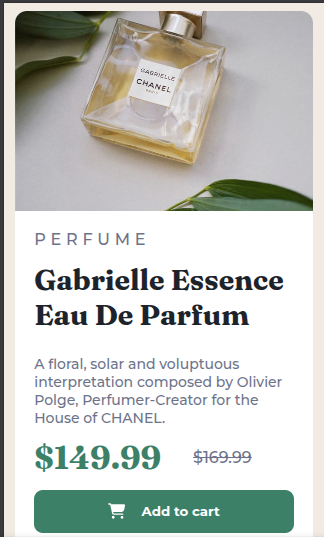 GABRIELLE
CHANEL
PARIS
PERFUME
Gabrielle Essence
Eau De Parfum
A floral, solar and voluptuous
interpretation composed by Olivier
Polge, Perfumer-Creator for the
House of CHANEL.
$149.99 $169.99
Add to cart